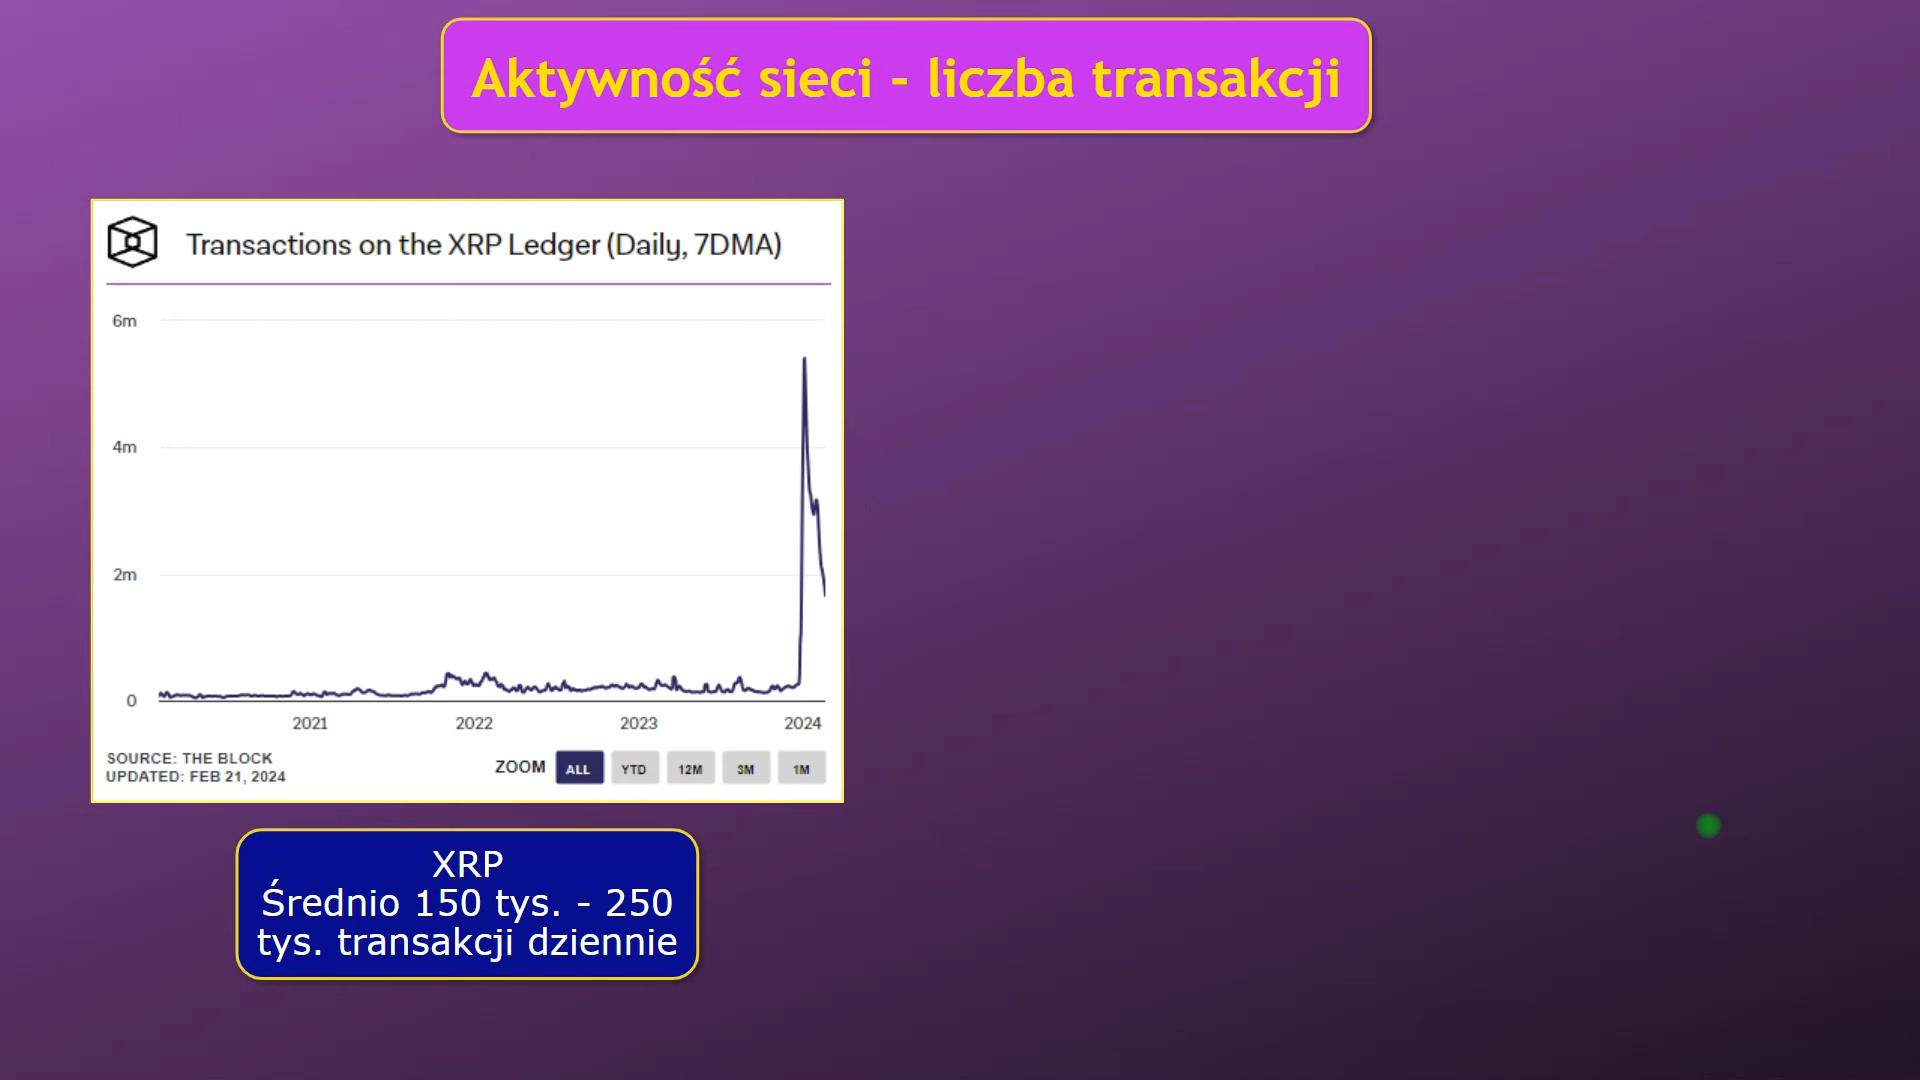 Aktywność sieci - liczba transakcji
Transactions on the XRP Ledger (Daily, 7DMA)
6m
4m
2m
0
2021 2022 2023 2024
SOURCE: THE BLOCK
UPDATED: FEB 21, 2024
ZOOM ALL YTD 12M 3M 1M
XRP
Średnio 150 tys. - 250
tys. transakcji dziennie